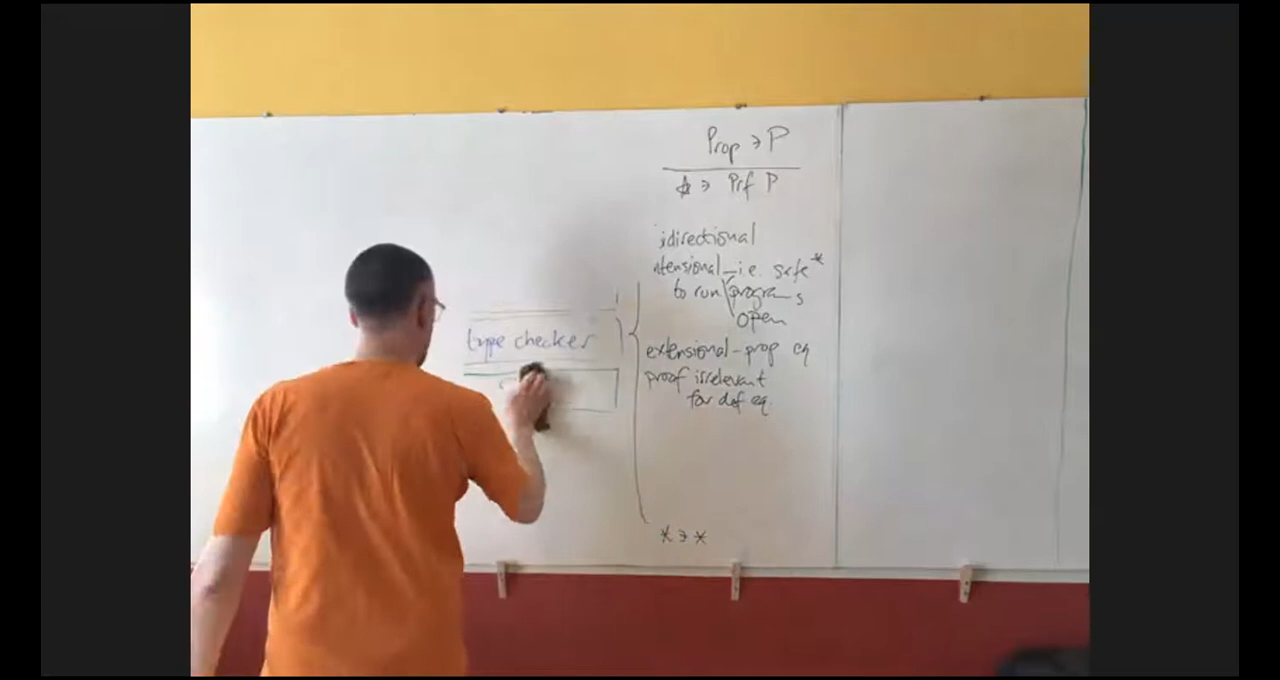 Prop ∋ P
* ∋ Prf P
idirectional
ntensional – i.e. safe*
to run programs
open
type checker
extensional – prop eq
proof irrelevant
for def eq.
* ∋ *